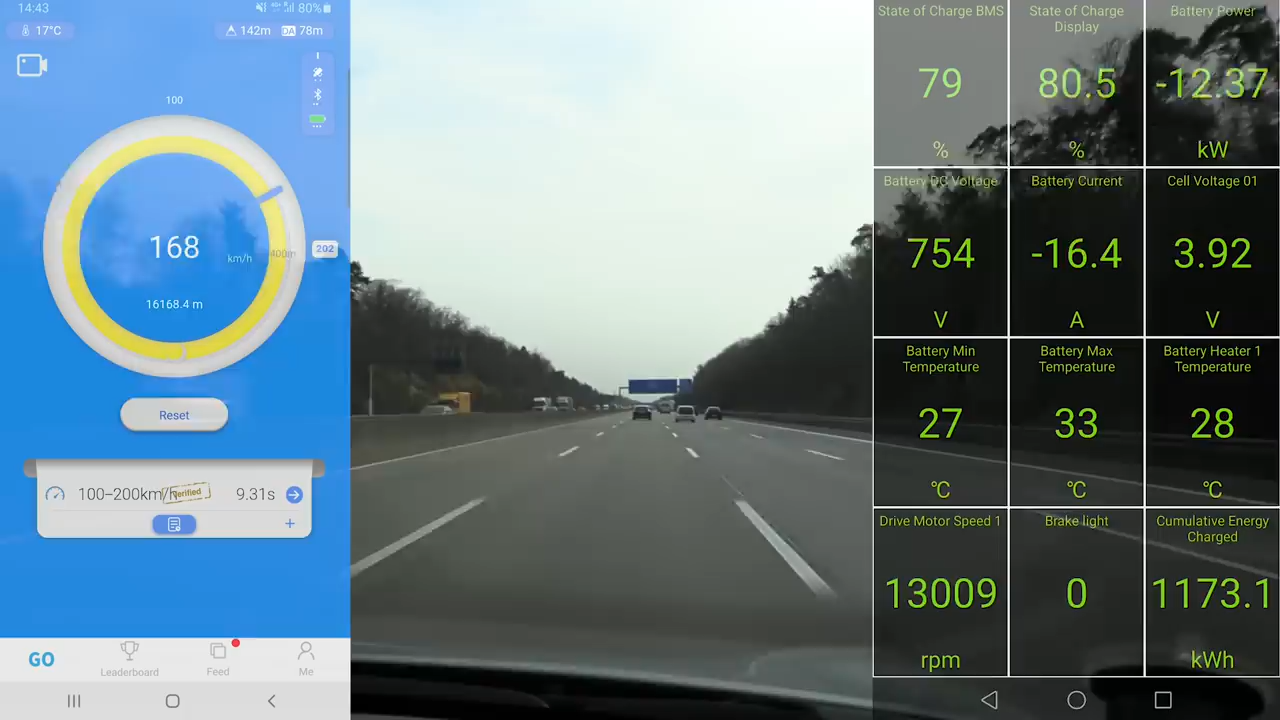 14:43
80%
17°C
142m
DA 78m
100
168
km/h
400m
202
16168.4 m
Reset
100–200km/h
Verified
9.31s
+
GO
Leaderboard
Feed
Me
State of Charge BMS
79
%
State of Charge
Display
80.5
%
Battery Power
-12.37
kW
Battery DC Voltage
754
V
Battery Current
-16.4
A
Cell Voltage 01
3.92
V
Battery Min
Temperature
27
°C
Battery Max
Temperature
33
°C
Battery Heater 1
Temperature
28
°C
Drive Motor Speed 1
13009
rpm
Brake light
0
Cumulative Energy
Charged
1173.1
kWh